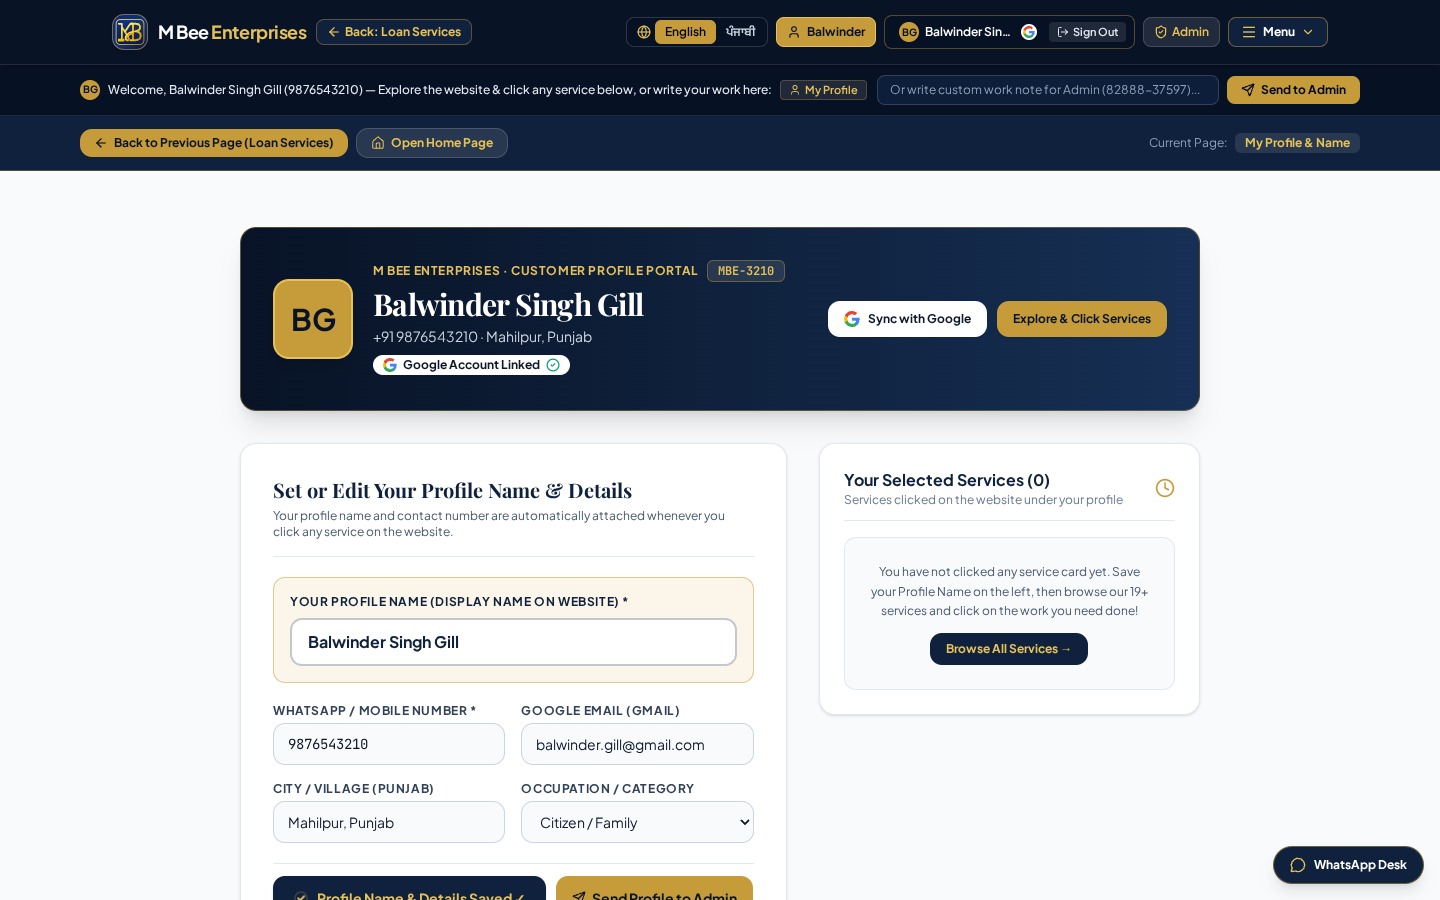 M Bee Enterprises
Back: Loan Services
English
ਪੰਜਾਬੀ
Balwinder
BG Balwinder Sin...
Sign Out
Admin
Menu
BG Welcome, Balwinder Singh Gill (9876543210) — Explore the website & click any service below, or write your work here:
My Profile
Or write custom work note for Admin (82888-37597)...
Send to Admin
Back to Previous Page (Loan Services)
Open Home Page
Current Page: My Profile & Name
BG
M BEE ENTERPRISES · CUSTOMER PROFILE PORTAL
MBE-3210
Balwinder Singh Gill
+91 9876543210 · Mahilpur, Punjab
Google Account Linked
Sync with Google
Explore & Click Services
Set or Edit Your Profile Name & Details
Your profile name and contact number are automatically attached whenever you
click any service on the website.
YOUR PROFILE NAME (DISPLAY NAME ON WEBSITE) *
Balwinder Singh Gill
WHATSAPP / MOBILE NUMBER *
GOOGLE EMAIL (GMAIL)
9876543210
balwinder.gill@gmail.com
CITY / VILLAGE (PUNJAB)
OCCUPATION / CATEGORY
Mahilpur, Punjab
Citizen / Family
Profile Name & Details Saved ✓
Send Profile to Admin
Your Selected Services (0)
Services clicked on the website under your profile
You have not clicked any service card yet. Save
your Profile Name on the left, then browse our 19+
services and click on the work you need done!
Browse All Services →
WhatsApp Desk